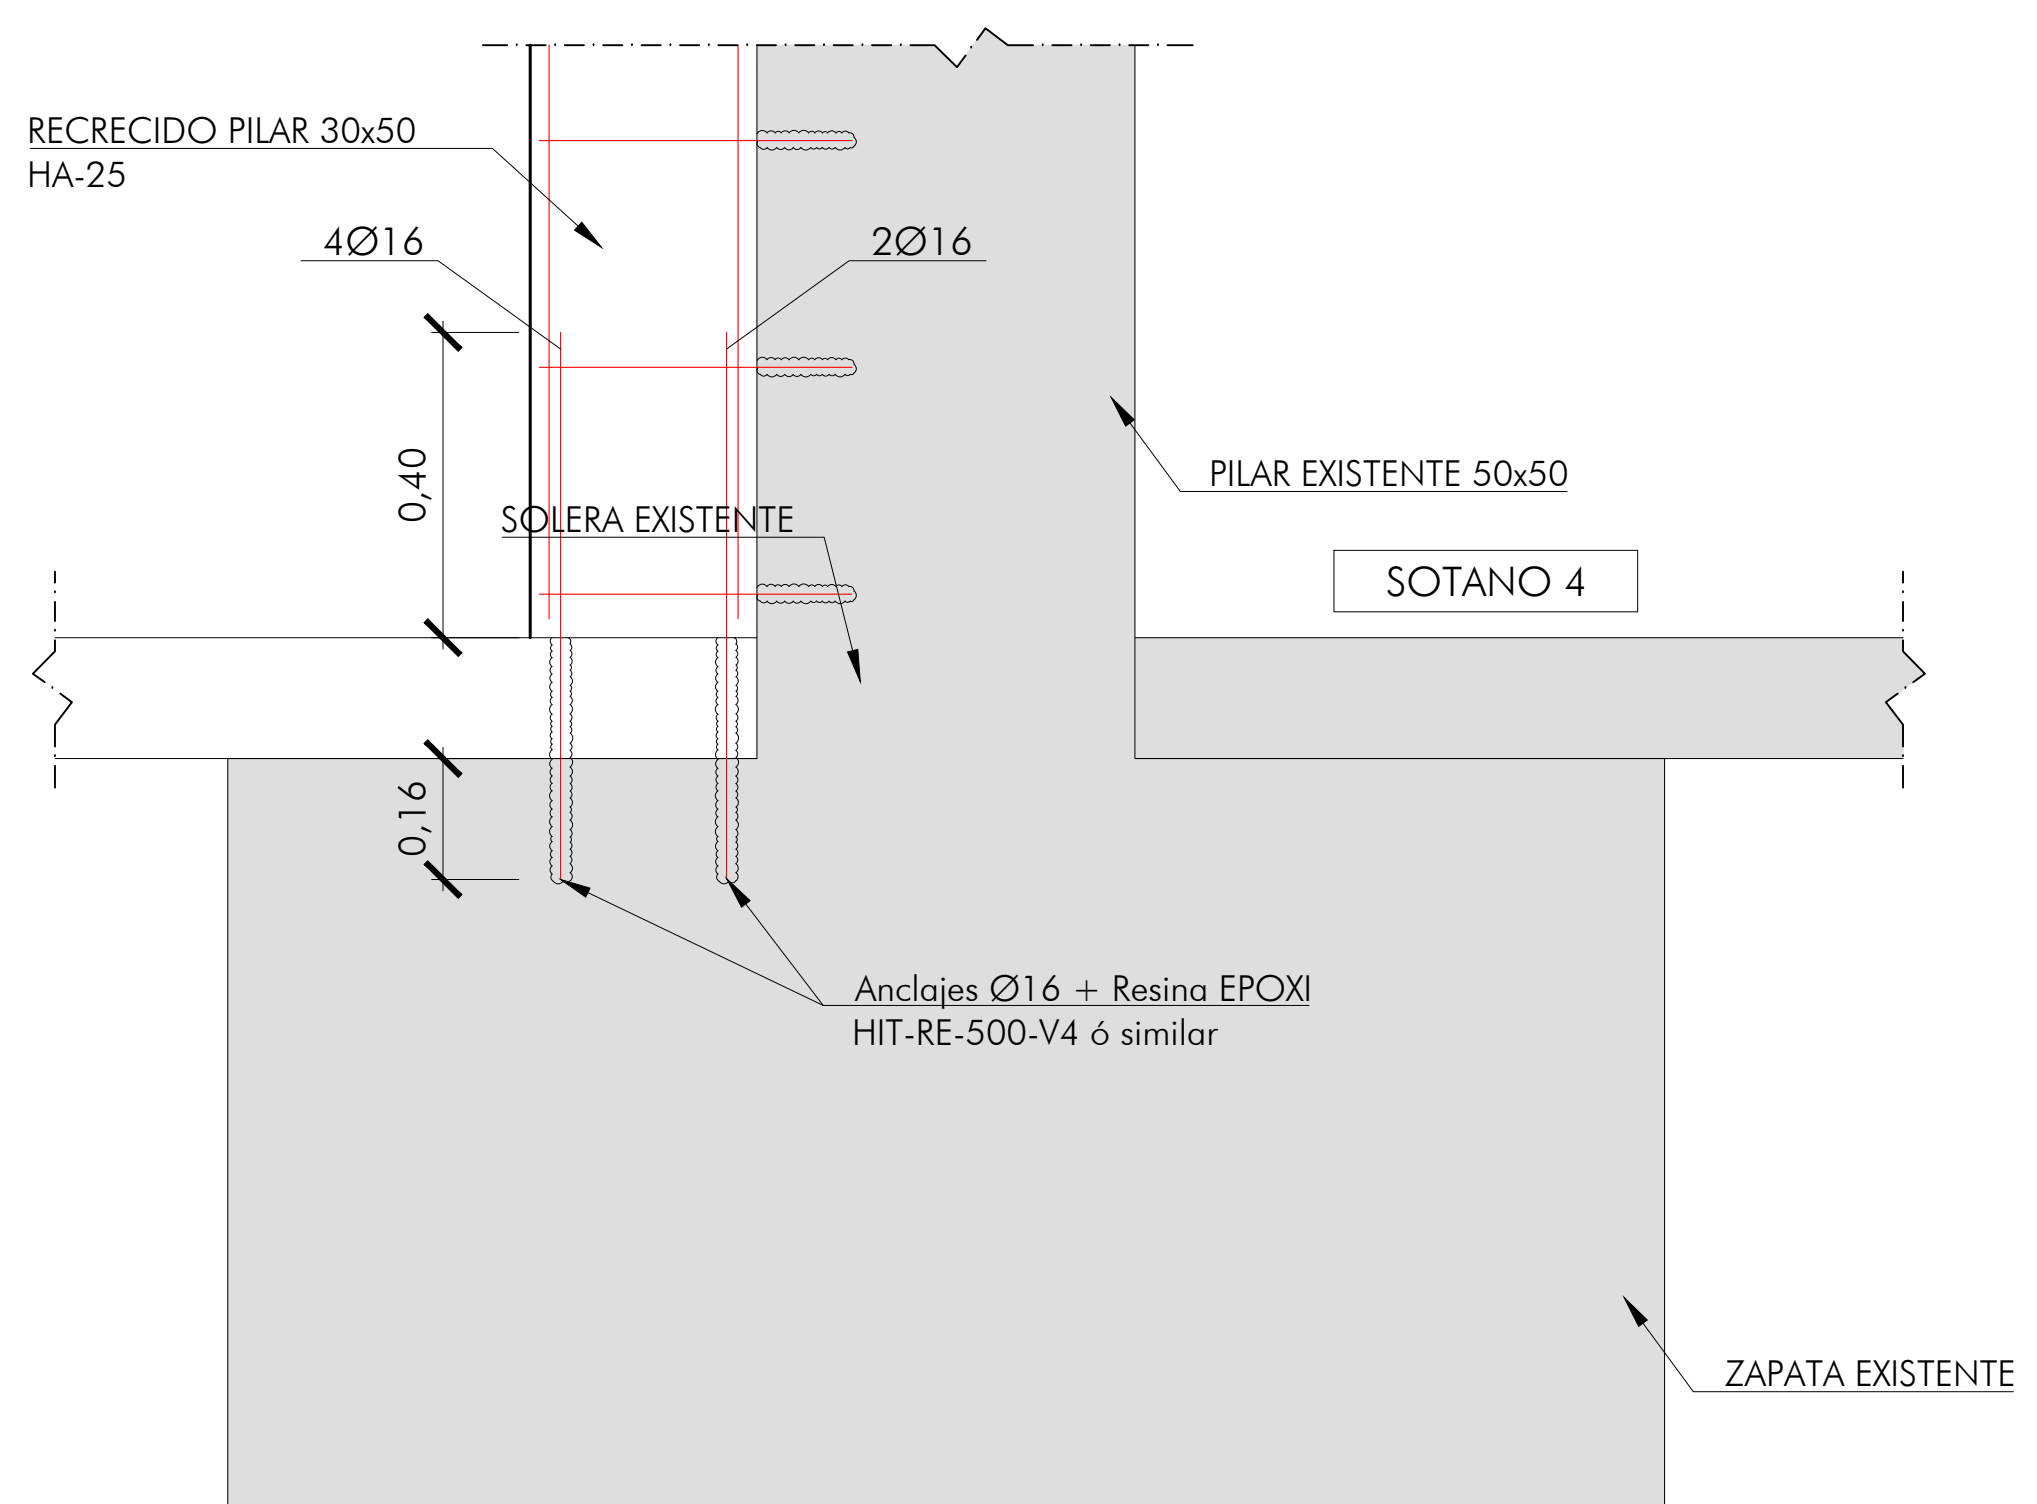 RECRECIDO PILAR 30x50
HA-25
4Ø16
2Ø16
0,40
PILAR EXISTENTE 50x50
SOLERA EXISTENTE
SOTANO 4
0,16
Anclajes Ø16 + Resina EPOXI
HIT-RE-500-V4 ó similar
ZAPATA EXISTENTE